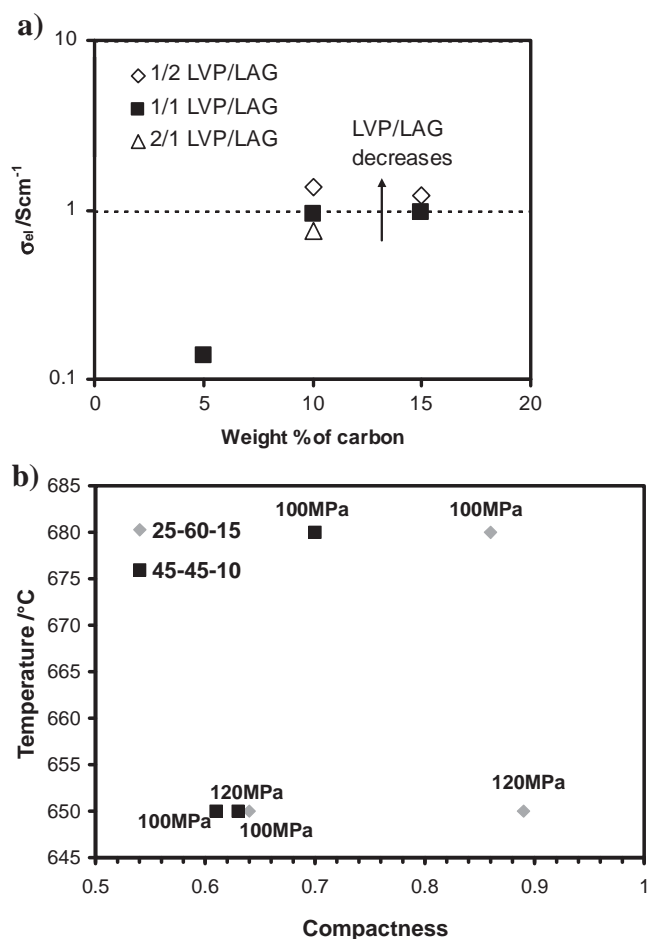 a)
10
1/2 LVP/LAG
1/1 LVP/LAG
2/1 LVP/LAG
LVP/LAG
decreases
σel /Scm-1
1
0.1
0 5 10 15 20
Weight % of carbon
b)
685
100MPa 100MPa
25-60-15
680
45-45-10
675
670
Temperature /°C
665
660
655
120MPa 120MPa
650
100MPa 100MPa
645
0.5 0.6 0.7 0.8 0.9 1
Compactness